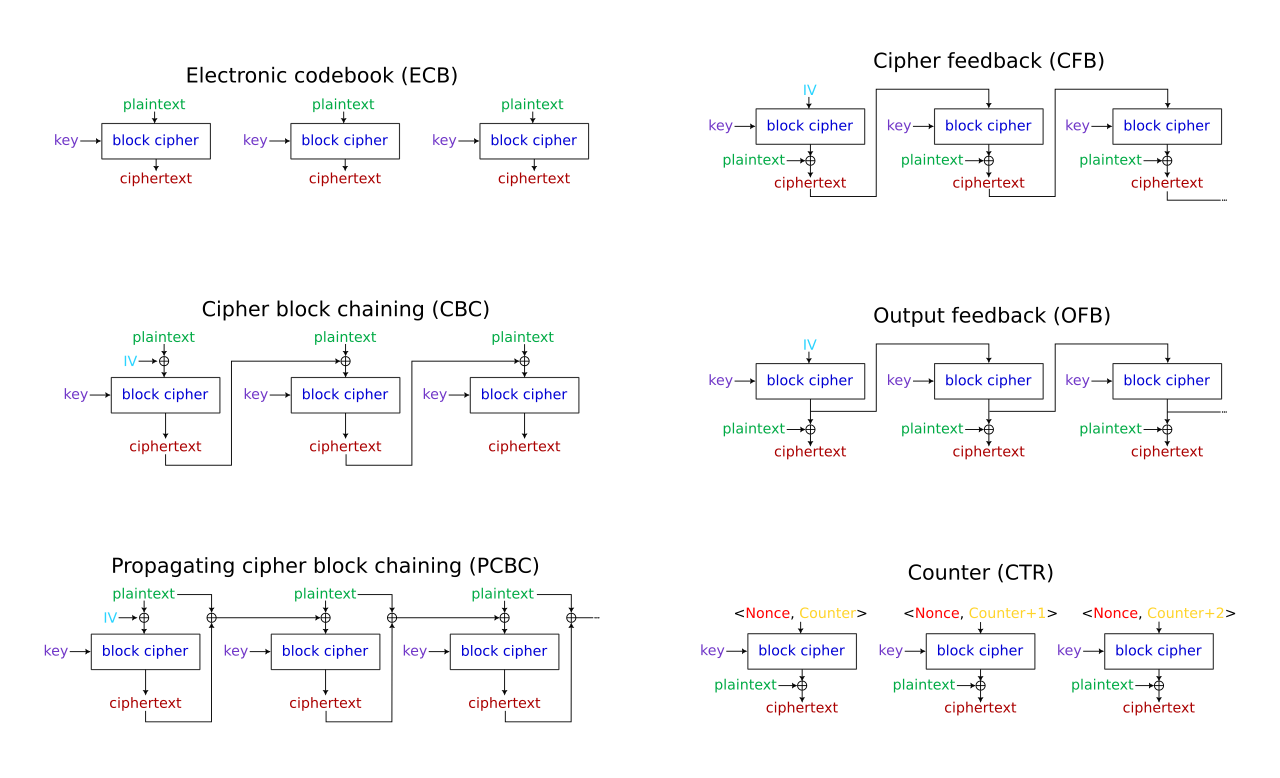 Electronic codebook (ECB)
plaintext plaintext plaintext
key block cipher key block cipher key block cipher
ciphertext ciphertext ciphertext
Cipher feedback (CFB)
IV
key block cipher key block cipher key block cipher
plaintext plaintext plaintext
ciphertext ciphertext ciphertext
...
Cipher block chaining (CBC)
plaintext plaintext plaintext
IV
key block cipher key block cipher key block cipher
ciphertext ciphertext ciphertext
Output feedback (OFB)
IV
key block cipher key block cipher key block cipher
...
plaintext plaintext plaintext
ciphertext ciphertext ciphertext
Propagating cipher block chaining (PCBC)
plaintext plaintext plaintext
IV ...
key block cipher key block cipher key block cipher
ciphertext ciphertext ciphertext
Counter (CTR)
<Nonce, Counter> <Nonce, Counter+1> <Nonce, Counter+2>
key block cipher key block cipher key block cipher
plaintext plaintext plaintext
ciphertext ciphertext ciphertext